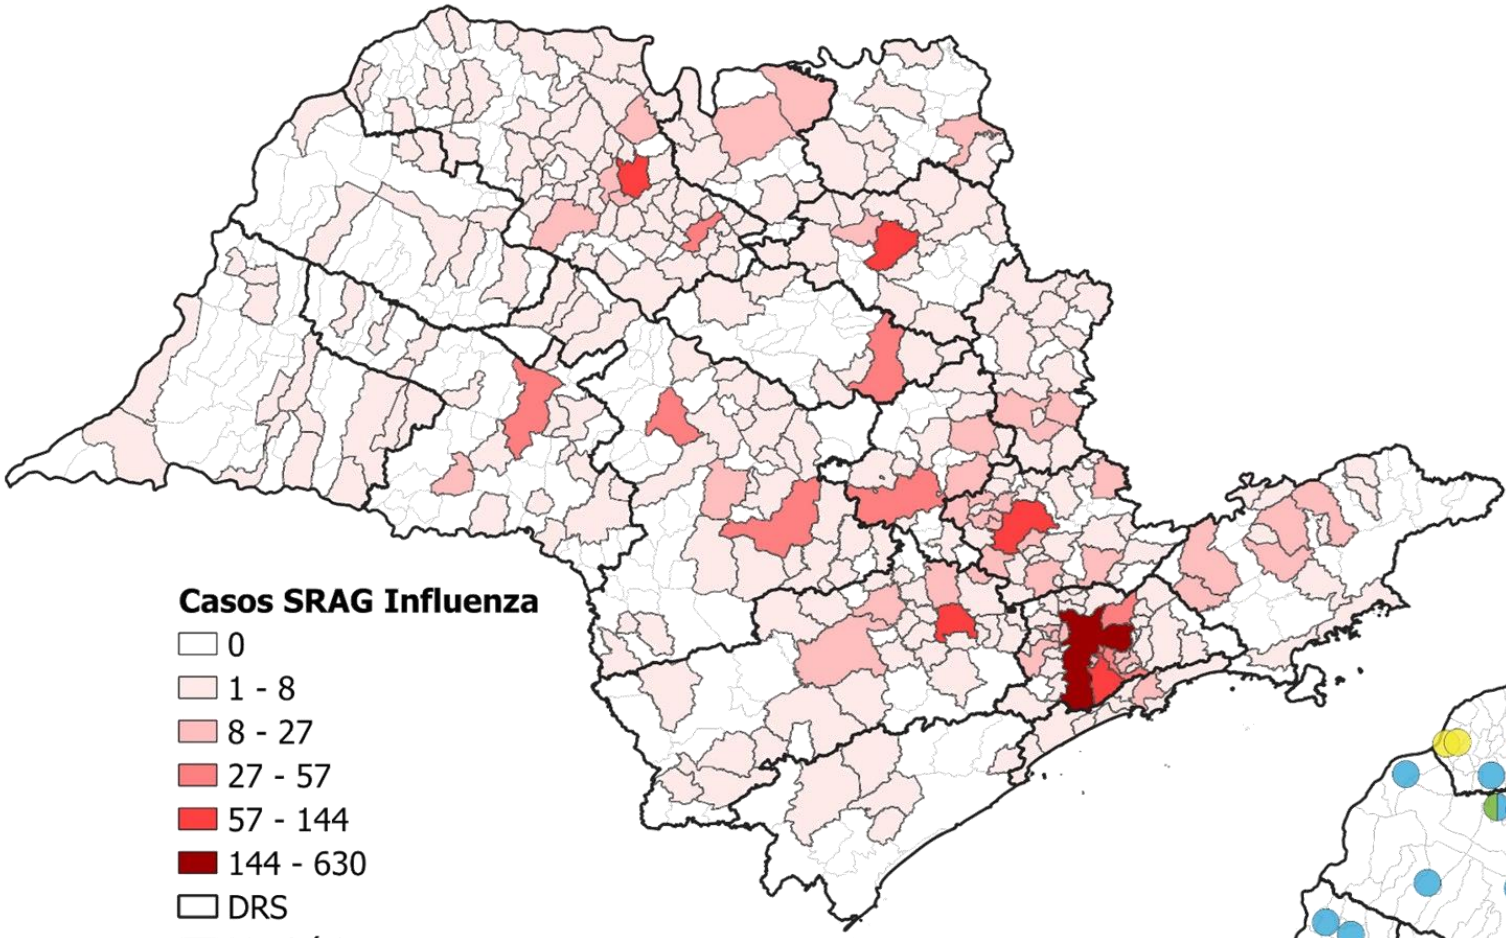 Casos SRAG Influenza
0
1 - 8
8 - 27
27 - 57
57 - 144
144 - 630
DRS